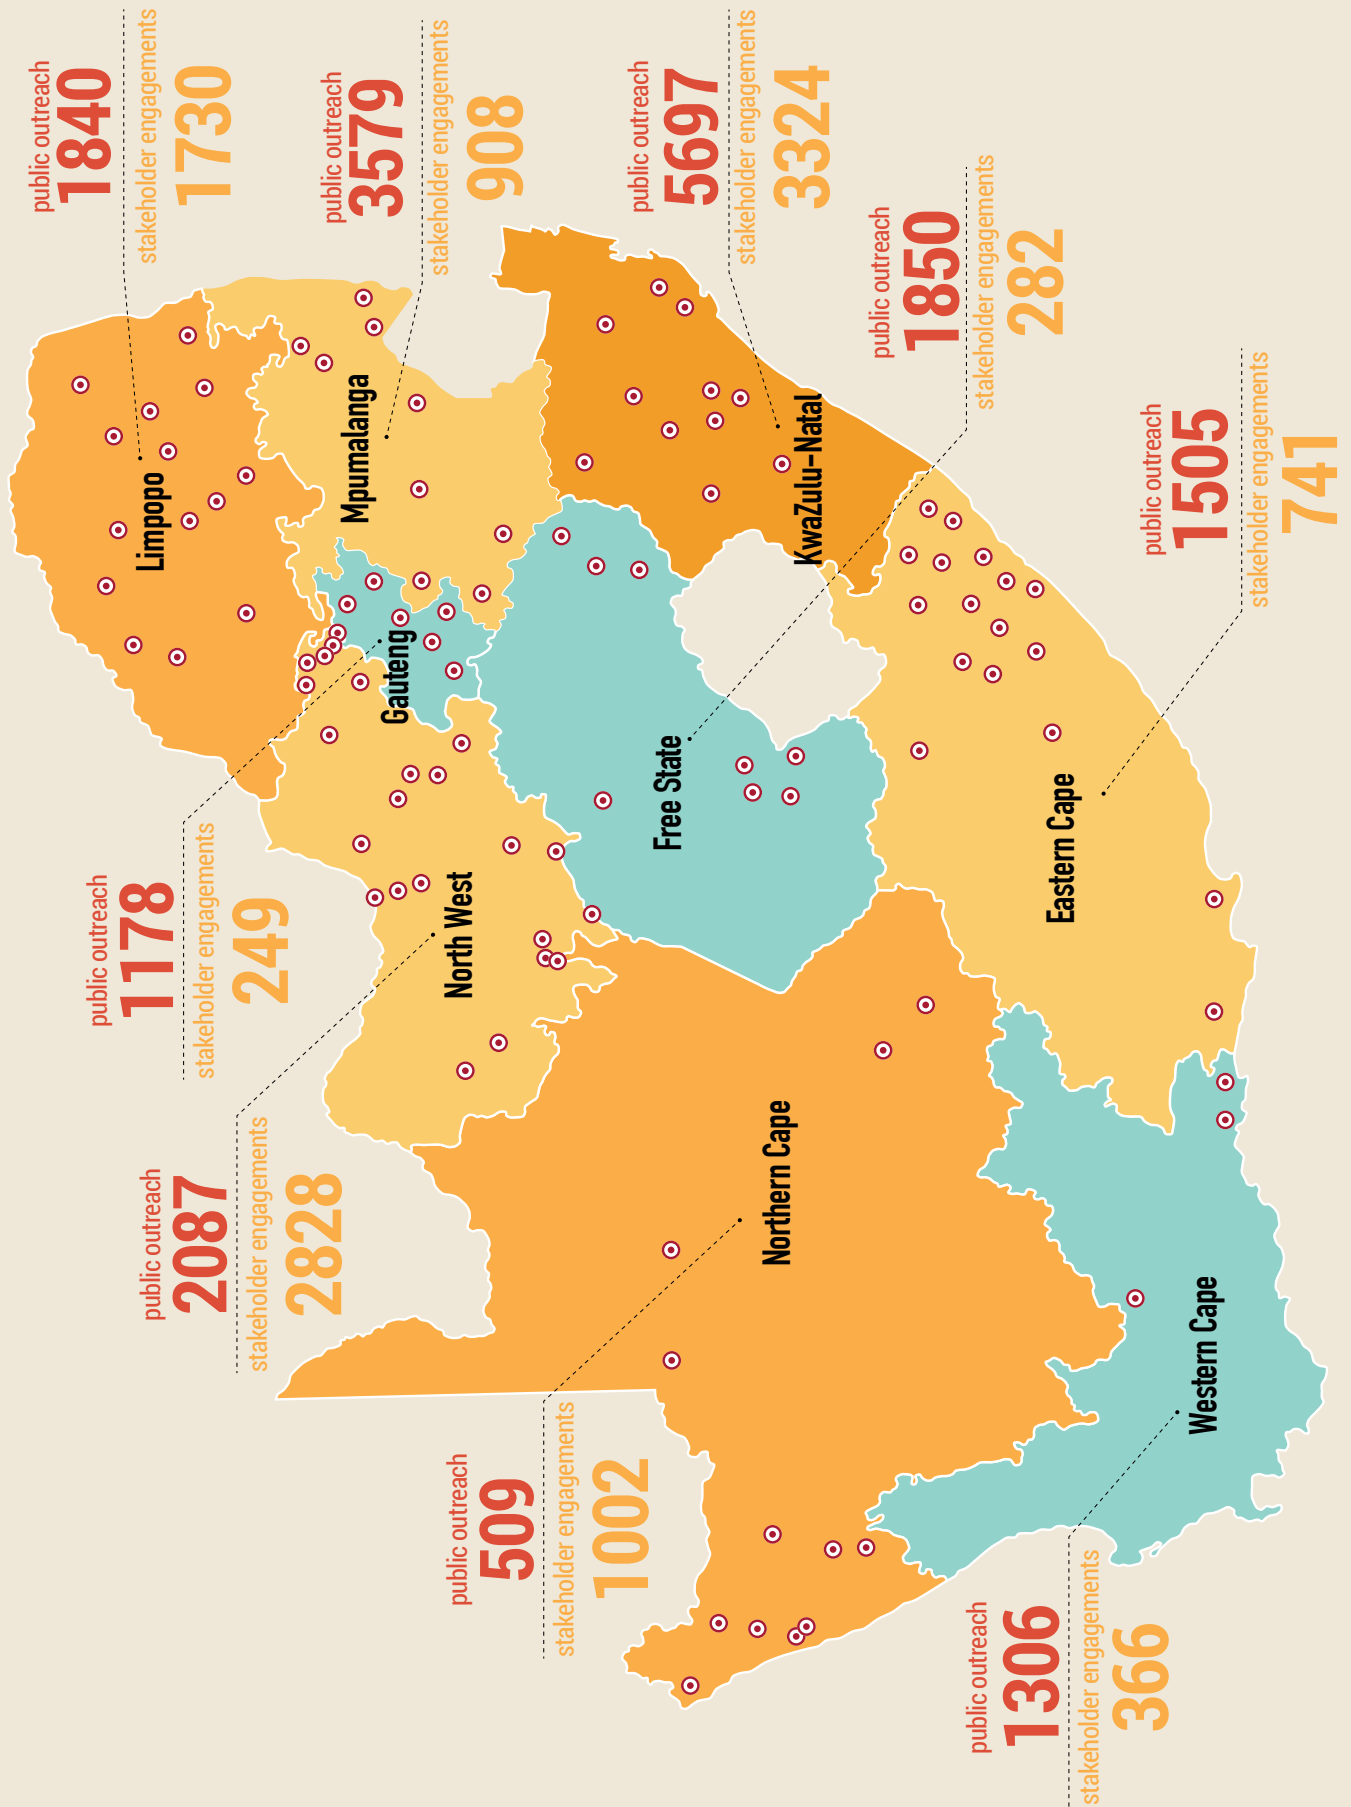 public outreach
1840
stakeholder engagements
1730
public outreach
3579
stakeholder engagements
908
public outreach
5697
stakeholder engagements
3324
public outreach
1850
stakeholder engagements
282
public outreach
1505
stakeholder engagements
741
public outreach
1178
stakeholder engagements
249
public outreach
2087
stakeholder engagements
2828
public outreach
509
stakeholder engagements
1002
public outreach
1306
stakeholder engagements
366
Limpopo
Mpumalanga
Gauteng
North West
KwaZulu-Natal
Free State
Eastern Cape
Northern Cape
Western Cape